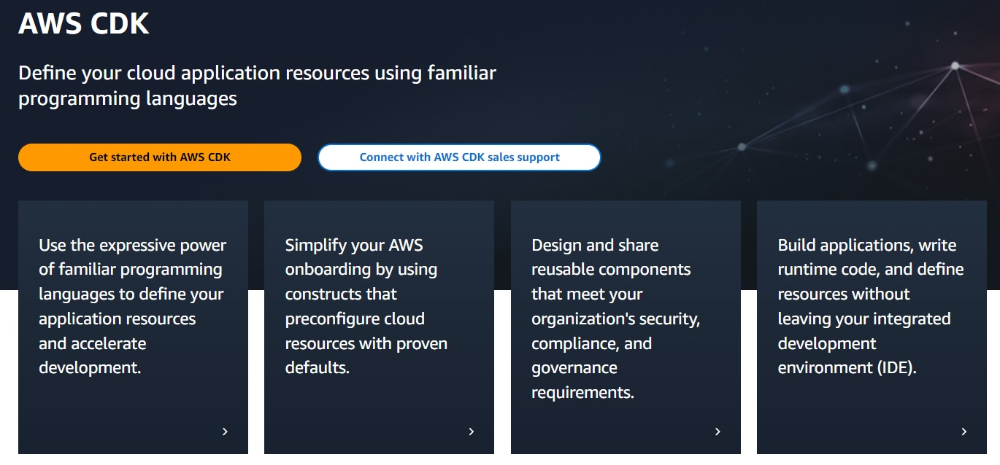 AWS CDK
Define your cloud application resources using familiar
programming languages
Get started with AWS CDK
Connect with AWS CDK sales support
Use the expressive power
of familiar programming
languages to define your
application resources
and accelerate
development.
Simplify your AWS
onboarding by using
constructs that
preconfigure cloud
resources with proven
defaults.
Design and share
reusable components
that meet your
organization's security,
compliance, and
governance
requirements.
Build applications, write
runtime code, and define
resources without
leaving your integrated
development
environment (IDE).